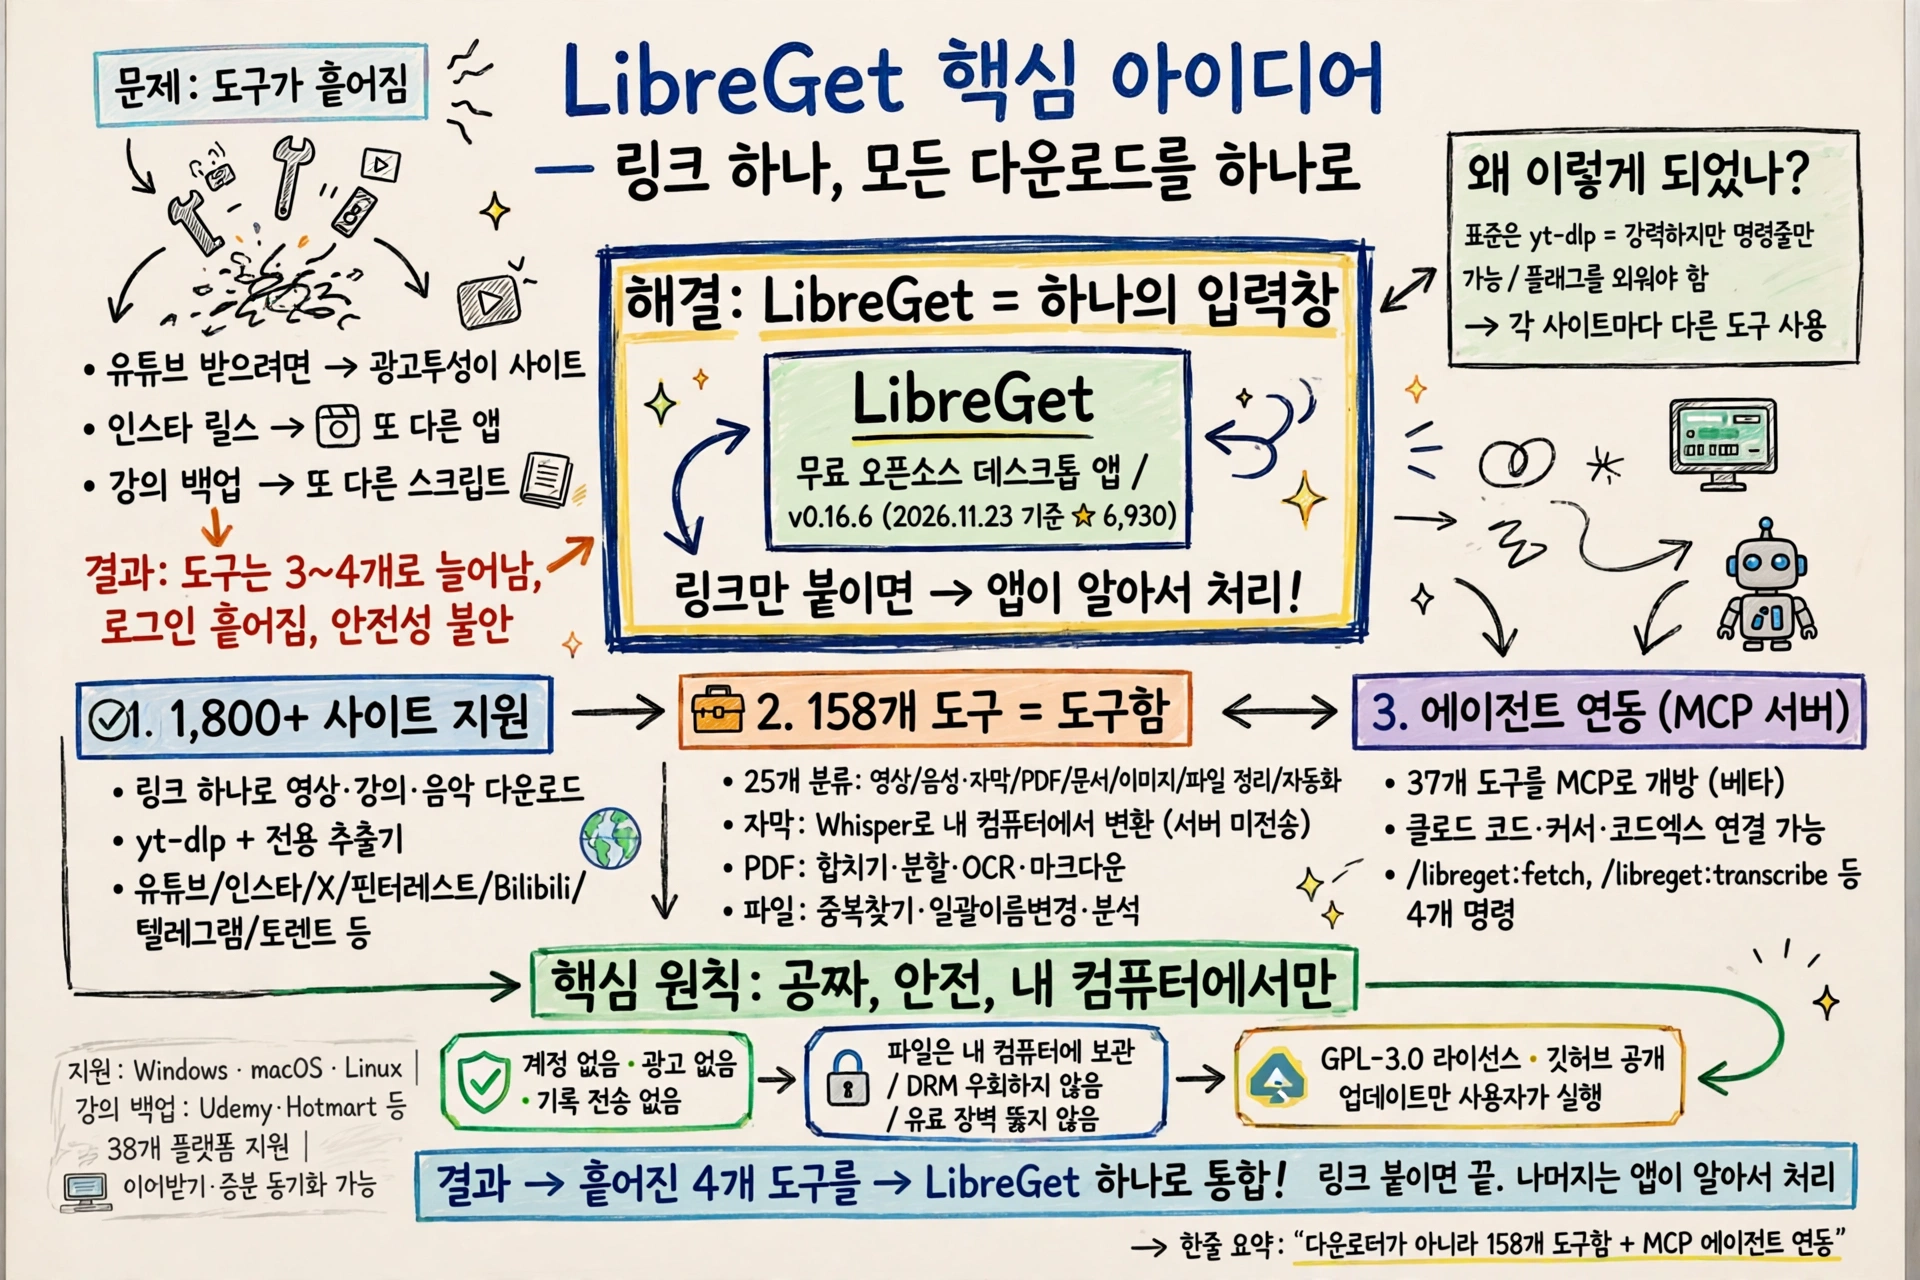 LibreGet 핵심 아이디어
— 링크 하나, 모든 다운로드를 하나로
문제: 도구가 흩어짐
• 유튜브 받으려면 → 광고투성이 사이트
• 인스타 릴스 → 또 다른 앱
• 강의 백업 → 또 다른 스크립트
결과: 도구는 3~4개로 늘어남,
로그인 흩어짐, 안전성 불안
해결: LibreGet = 하나의 입력창
LibreGet
무료 오픈소스 데스크톱 앱 /
v0.16.6 (2026.11.23 기준 ⭐ 6,930)
링크만 붙이면 → 앱이 알아서 처리!
왜 이렇게 되었나?
표준은 yt-dlp = 강력하지만 명령줄만
가능 / 플래그를 외워야 함
→ 각 사이트마다 다른 도구 사용
1. 1,800+ 사이트 지원
• 링크 하나로 영상·강의·음악 다운로드
• yt-dlp + 전용 추출기
• 유튜브/인스타/X/핀터레스트/Bilibili/
텔레그램/토렌트 등
2. 158개 도구 = 도구함
• 25개 분류: 영상/음성·자막/PDF/문서/이미지/파일 정리/자동화
• 자막: Whisper로 내 컴퓨터에서 변환 (서버 미전송)
• PDF: 합치기·분할·OCR·마크다운
• 파일: 중복찾기·일괄이름변경·분석
3. 에이전트 연동 (MCP 서버)
• 37개 도구를 MCP로 개방 (베타)
• 클로드 코드·커서·코드엑스 연결 가능
• /libreget:fetch, /libreget:transcribe 등
4개 명령
핵심 원칙: 공짜, 안전, 내 컴퓨터에서만
계정 없음 · 광고 없음
· 기록 전송 없음
파일은 내 컴퓨터에 보관
/ DRM 우회하지 않음
/ 유료 장벽 뚫지 않음
GPL-3.0 라이선스 · 깃허브 공개
업데이트만 사용자가 실행
지원: Windows · macOS · Linux |
강의 백업: Udemy·Hotmart 등
38개 플랫폼 지원 |
이어받기·증분 동기화 가능
결과 → 흩어진 4개 도구를 → LibreGet 하나로 통합! 링크 붙이면 끝. 나머지는 앱이 알아서 처리
→ 한줄 요약: “다운로터가 아니라 158개 도구함 + MCP 에이전트 연동”